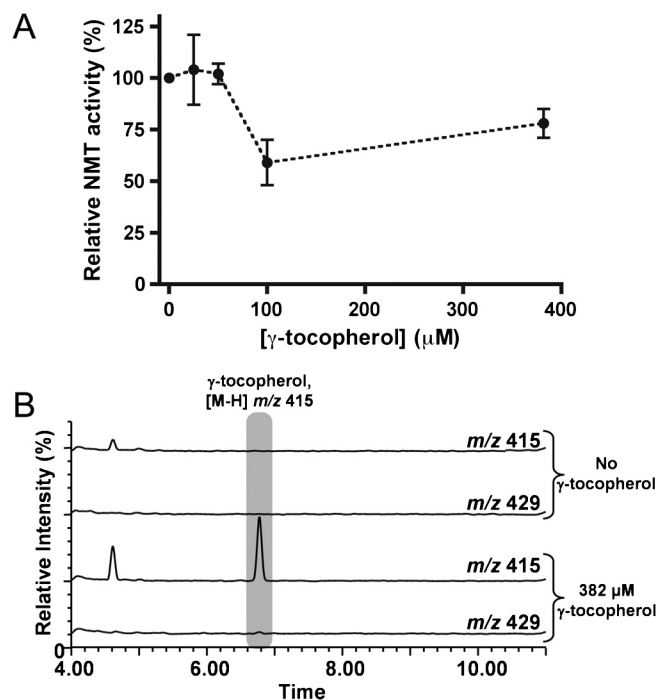 A
Relative NMT activity (%)
125
100
75
50
25
0
0 100 200 300 400
[γ-tocopherol] (μM)
B
γ-tocopherol,
[M-H] m/z 415
Relative Intensity (%)
m/z 415
m/z 429
No
γ-tocopherol
m/z 415
m/z 429
382 μM
γ-tocopherol
0
4.00 6.00 8.00 10.00
Time